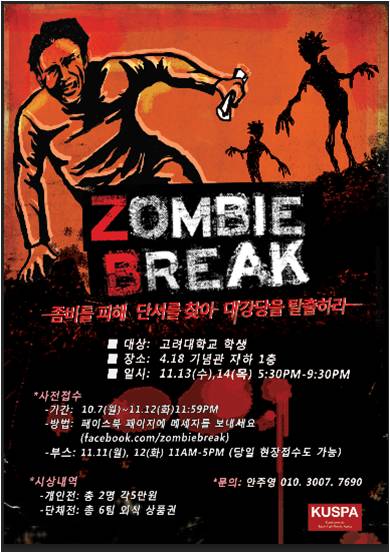 ZOMBIE
BREAK
좀비를 피해 단서를 찾아 대강당을 탈출하라
■ 대상: 고려대학교 학생
■ 장소: 4.18 기념관 지하 1층
■ 일시: 11.13(수),14(목) 5:30PM-9:30PM
*사전접수
-기간: 10.7(월)~11.12(화)11:59PM
-방법: 페이스북 페이지에 메세지를 보내세요
(facebook.com/zombiebreak)
-부스: 11.11(월), 12(화) 11AM-5PM (당일 현장접수도 가능)
*시상내역
-개인전: 총 2명 각5만원
-단체전: 총 6팀 외식 상품권
*문의: 안주영 010. 3007. 7690
KUSPA